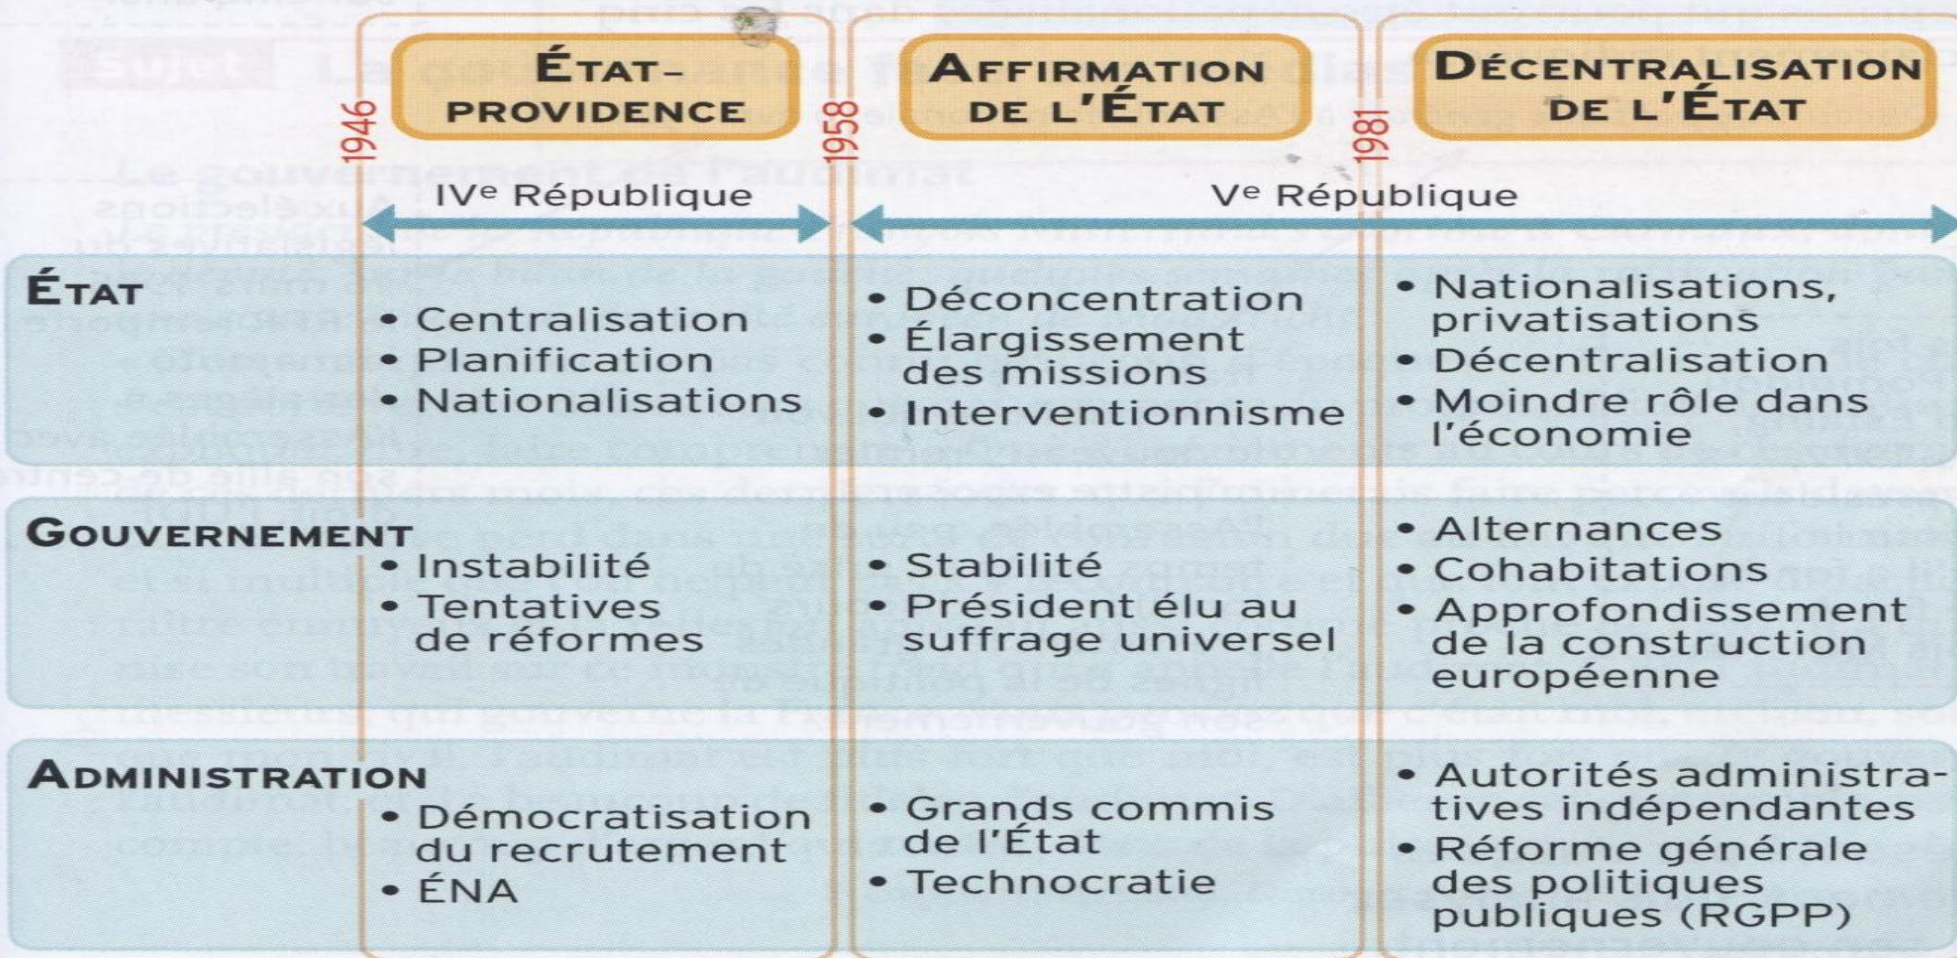 ÉTAT-
PROVIDENCE
AFFIRMATION
DE L'ÉTAT
DÉCENTRALISATION
DE L'ÉTAT
1946
1958
1981
IVe République
Ve République
ÉTAT
• Centralisation
• Planification
• Nationalisations
• Déconcentration
• Élargissement
des missions
• Interventionnisme
• Nationalisations,
privatisations
• Décentralisation
• Moindre rôle dans
l'économie
GOUVERNEMENT
• Instabilité
• Tentatives
de réformes
• Stabilité
• Président élu au
suffrage universel
• Alternances
• Cohabitations
• Approfondissement
de la construction
européenne
ADMINISTRATION
• Démocratisation
du recrutement
• ÉNA
• Grands commis
de l'État
• Technocratie
• Autorités administra-
tives indépendantes
• Réforme générale
des politiques
publiques (RGPP)